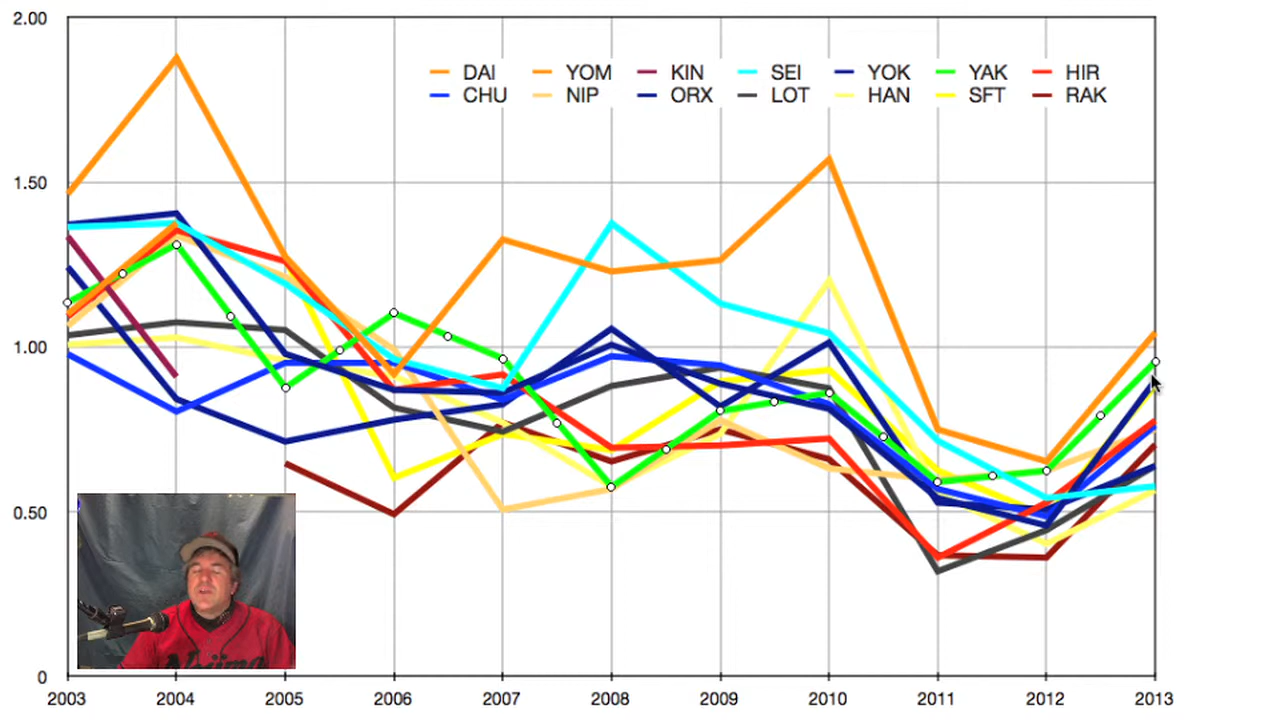 2.00
DAI YOM KIN SEI YOK YAK HIR
CHU NIP ORX LOT HAN SFT RAK
1.50
1.00
0.50
0
2003 2004 2005 2006 2007 2008 2009 2010 2011 2012 2013